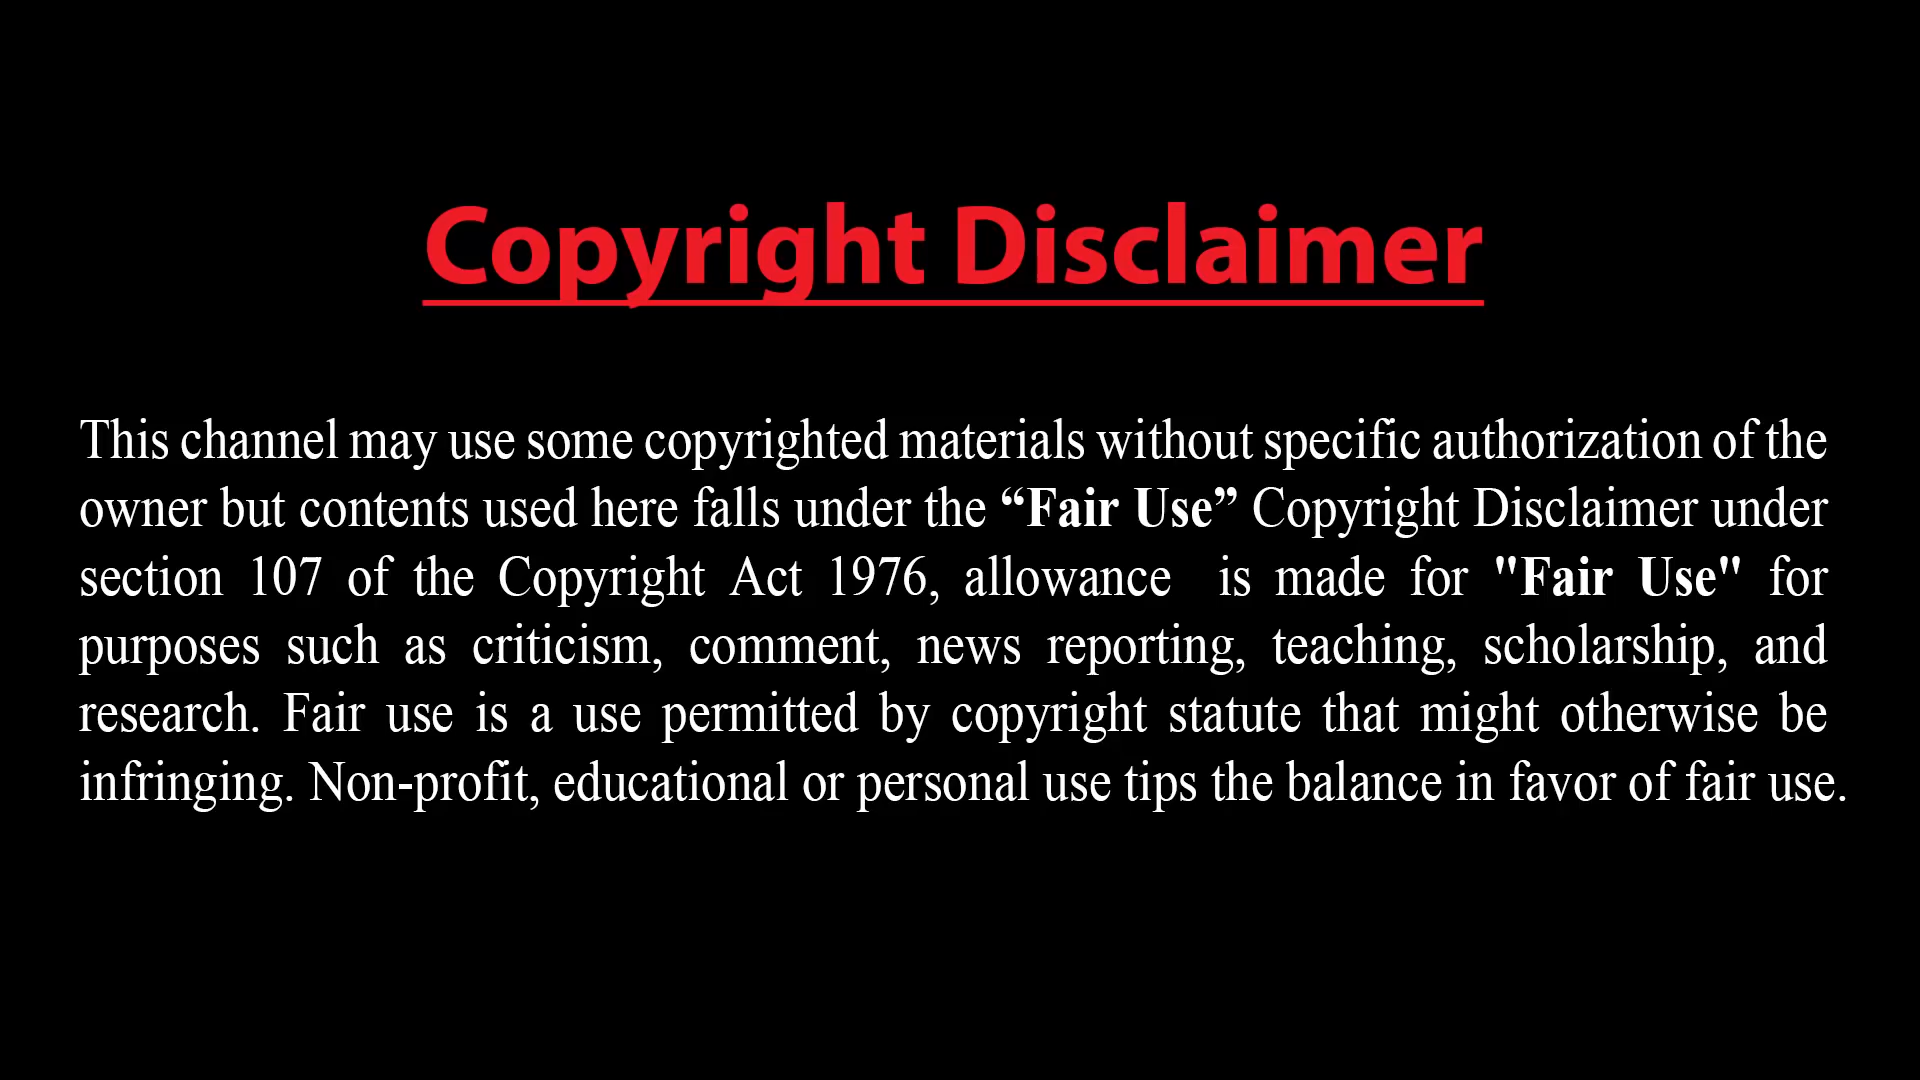 Copyright Disclaimer
This channel may use some copyrighted materials without specific authorization of the
owner but contents used here falls under the “Fair Use” Copyright Disclaimer under
section 107 of the Copyright Act 1976, allowance  is made for "Fair Use" for
purposes such as criticism, comment, news reporting, teaching, scholarship, and
research. Fair use is a use permitted by copyright statute that might otherwise be
infringing. Non-profit, educational or personal use tips the balance in favor of fair use.